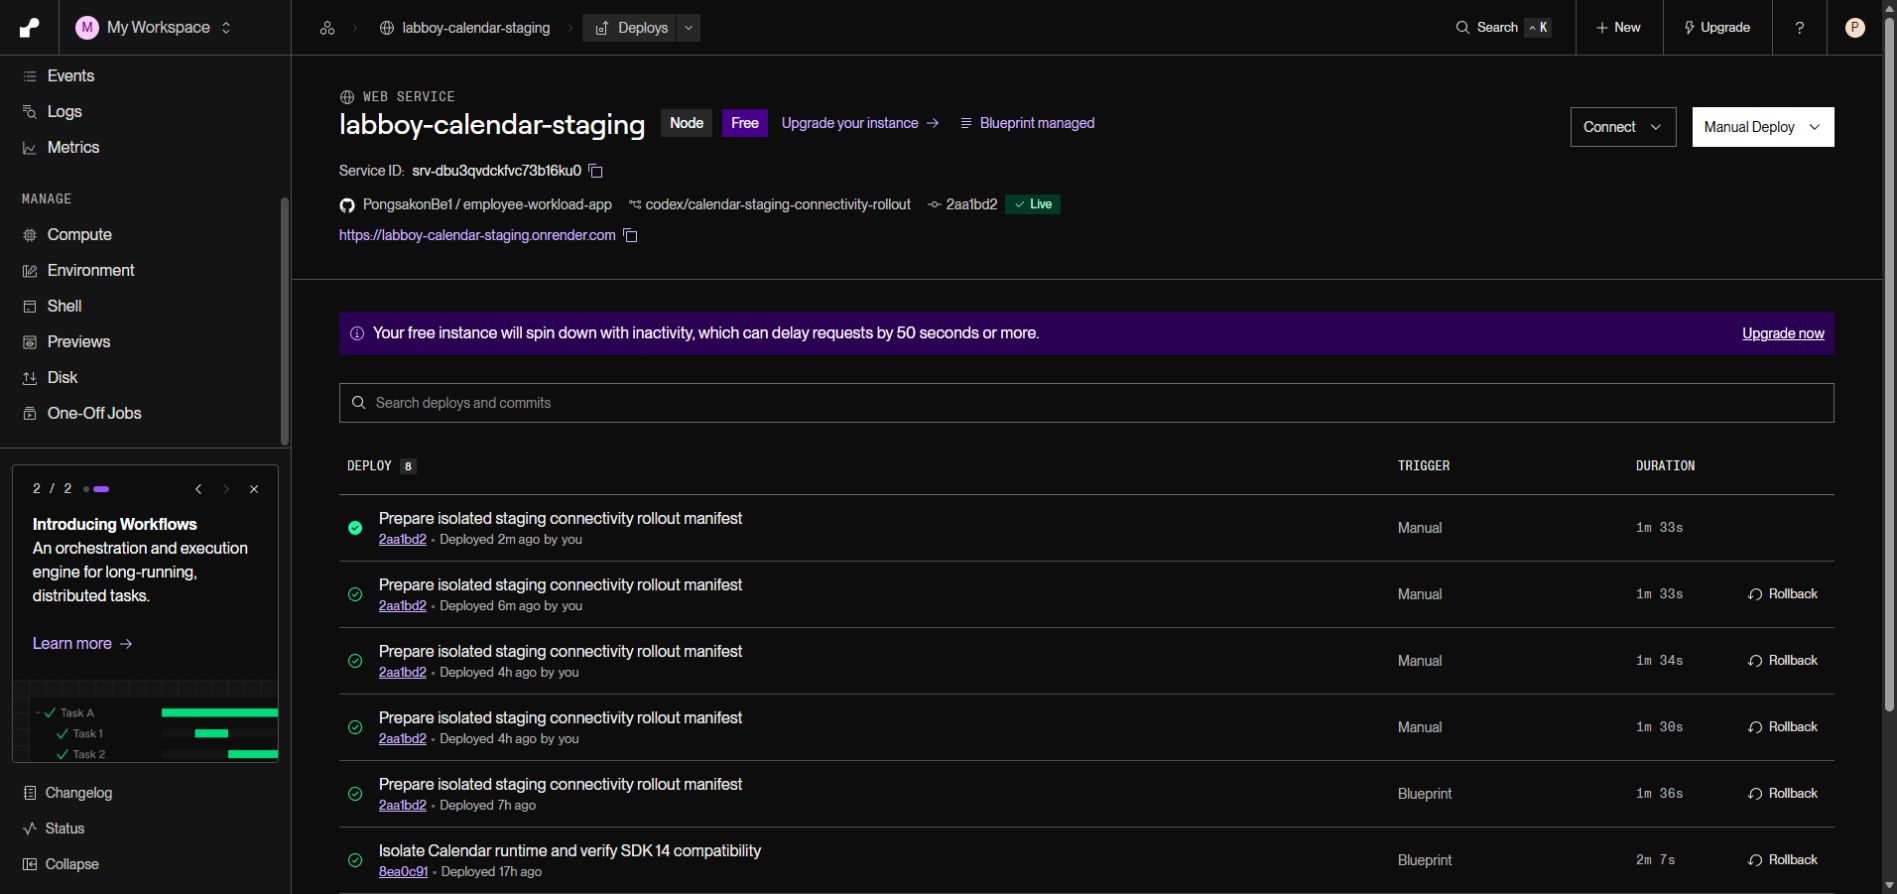 M My Workspace
labboy-calendar-staging
Deploys
Search ^ K
+ New
Upgrade
?
P
Events
Logs
Metrics
MANAGE
Compute
Environment
Shell
Previews
Disk
One-Off Jobs
2 / 2
Introducing Workflows
An orchestration and execution
engine for long-running,
distributed tasks.
Learn more →
Task A
Task 1
Task 2
Changelog
Status
Collapse
WEB SERVICE
labboy-calendar-staging Node Free Upgrade your instance → Blueprint managed
Connect
Manual Deploy
Service ID: srv-dbu3qvdckfvc73b16ku0
PongsakonBe1 / employee-workload-app codex/calendar-staging-connectivity-rollout 2aa1bd2 Live
https://labboy-calendar-staging.onrender.com
Your free instance will spin down with inactivity, which can delay requests by 50 seconds or more. Upgrade now
Search deploys and commits
DEPLOY 8 TRIGGER DURATION
Prepare isolated staging connectivity rollout manifest
2aa1bd2 • Deployed 2m ago by you
Manual 1m 33s
Prepare isolated staging connectivity rollout manifest
2aa1bd2 • Deployed 6m ago by you
Manual 1m 33s Rollback
Prepare isolated staging connectivity rollout manifest
2aa1bd2 • Deployed 4h ago by you
Manual 1m 34s Rollback
Prepare isolated staging connectivity rollout manifest
2aa1bd2 • Deployed 4h ago by you
Manual 1m 30s Rollback
Prepare isolated staging connectivity rollout manifest
2aa1bd2 • Deployed 7h ago
Blueprint 1m 36s Rollback
Isolate Calendar runtime and verify SDK 14 compatibility
8ea0c91 • Deployed 17h ago
Blueprint 2m 7s Rollback